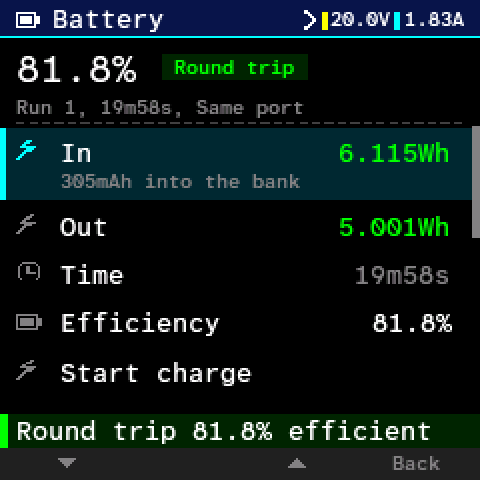 Battery 20.0V 1.83A
81.8% Round trip
Run 1, 19m58s, Same port
In 6.115Wh
305mAh into the bank
Out 5.001Wh
Time 19m58s
Efficiency 81.8%
Start charge
Round trip 81.8% efficient
Back